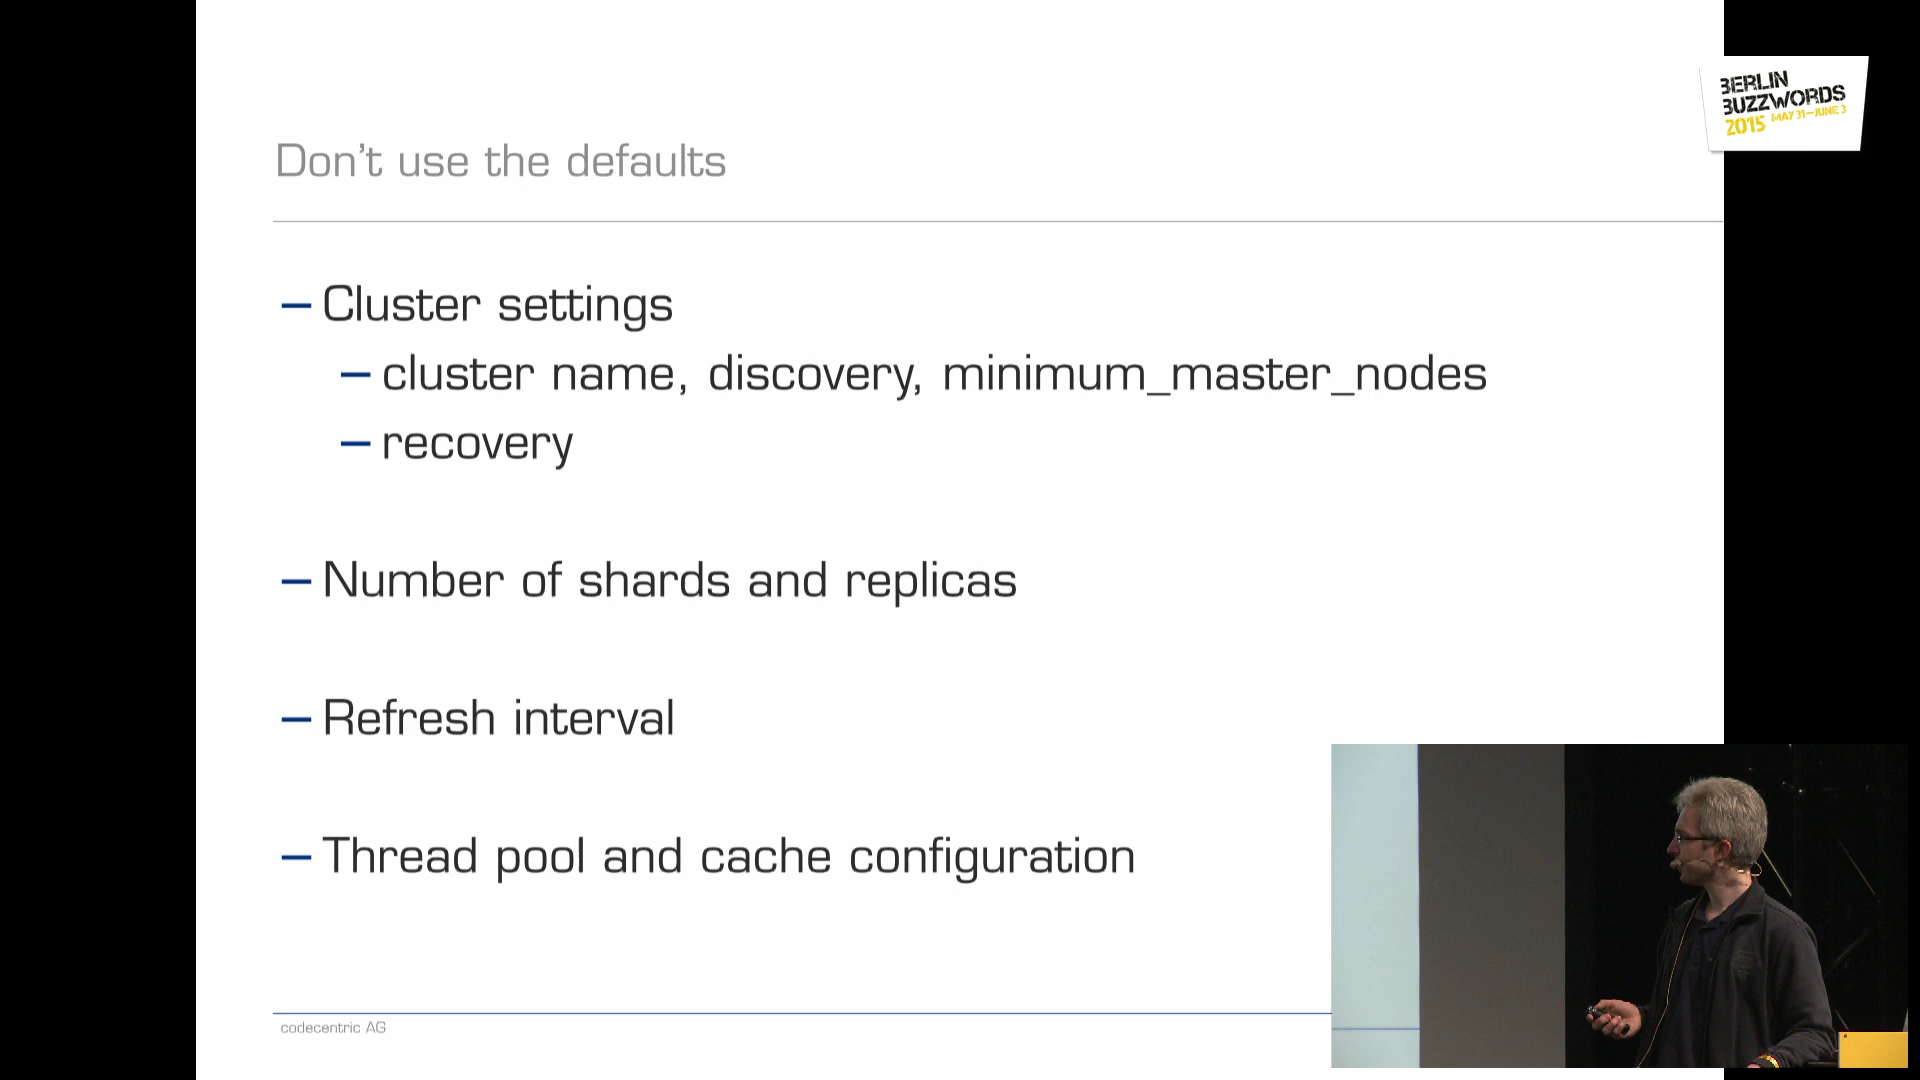 BERLIN
BUZZWORDS
2015 MAY 31–JUNE 3
Don't use the defaults
– Cluster settings
– cluster name, discovery, minimum_master_nodes
– recovery
– Number of shards and replicas
– Refresh interval
– Thread pool and cache configuration
codecentric AG